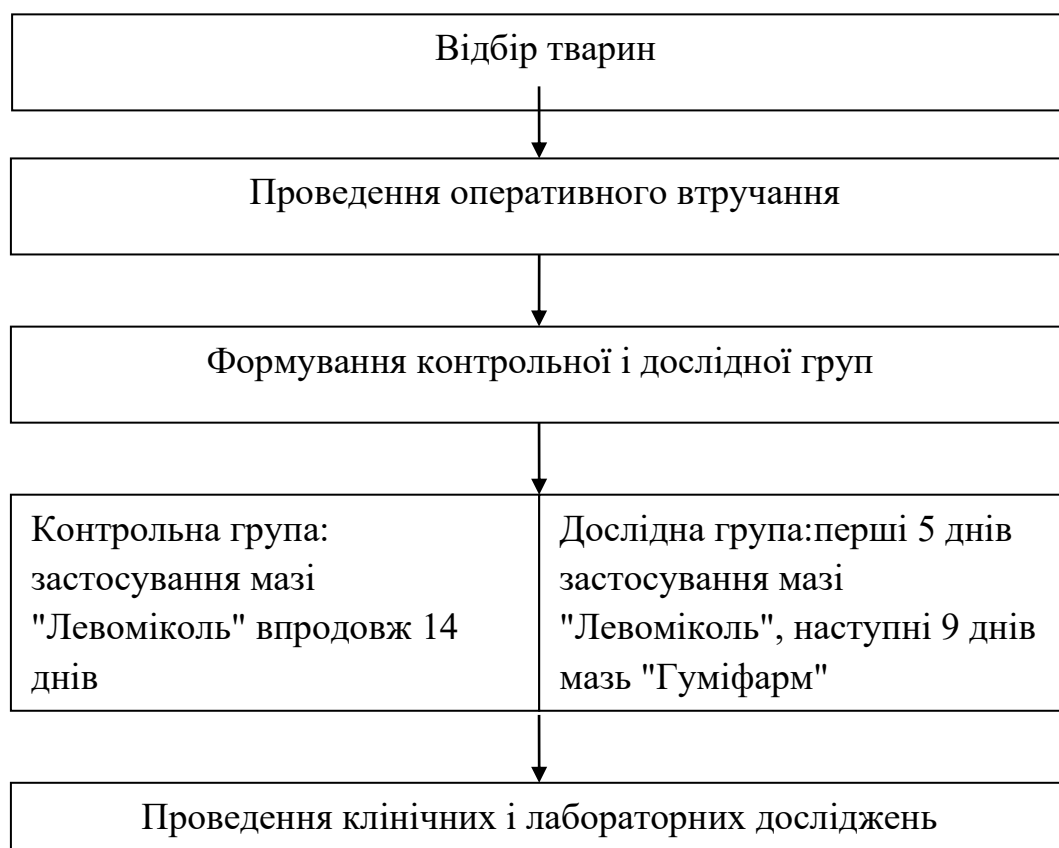 Відбір тварин
Проведення оперативного втручання
Формування контрольної і дослідної груп
Контрольна група:
застосування мазі
"Левоміколь" впродовж 14
днів
Дослідна група:перші 5 днів
застосування мазі
"Левоміколь", наступні 9 днів
мазь "Гуміфарм"
Проведення клінічних і лабораторних досліджень